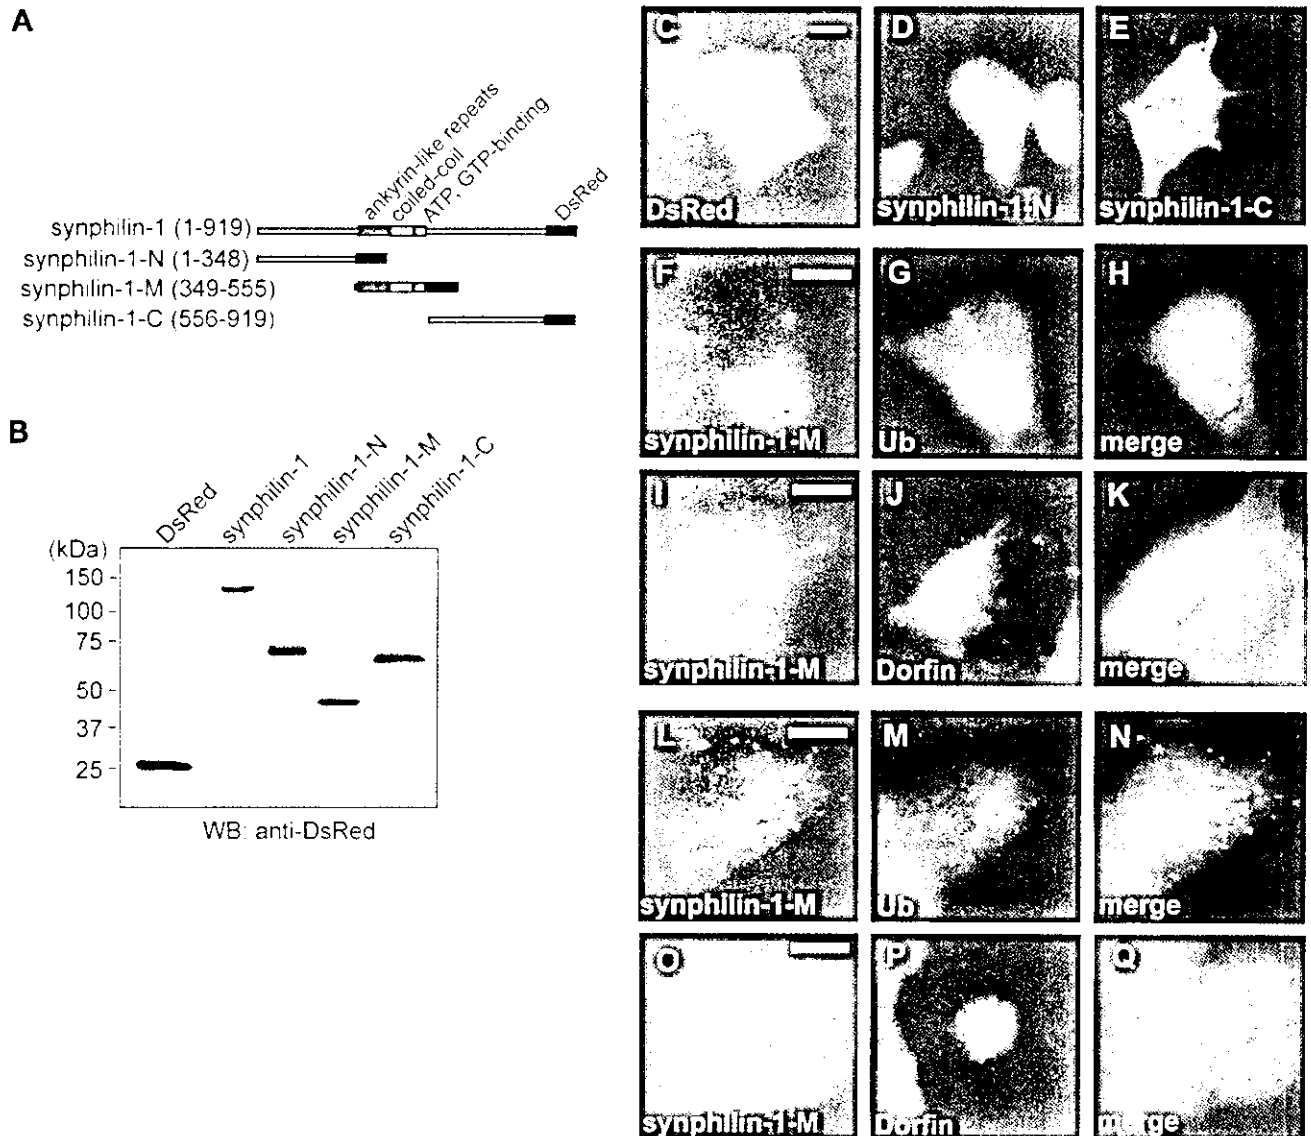 A
ankyrin-like repeats
coiled-coil
ATP, GTP-binding
DsRed
synphilin-1 (1-919)
synphilin-1-N (1-348)
synphilin-1-M (349-555)
synphilin-1-C (556-919)
B
DsRed
synphilin-1
synphilin-1-N
synphilin-1-M
synphilin-1-C
(kDa)
150
100
75
50
37
25
WB: anti-DsRed
C
DsRed
D
synphilin-1-N
E
synphilin-1-C
F
synphilin-1-M
G
Ub
H
merge
I
synphilin-1-M
J
Dorfin
K
merge
L
synphilin-1-M
M
Ub
N
merge
O
synphilin-1-M
P
Dorfin
Q
merge